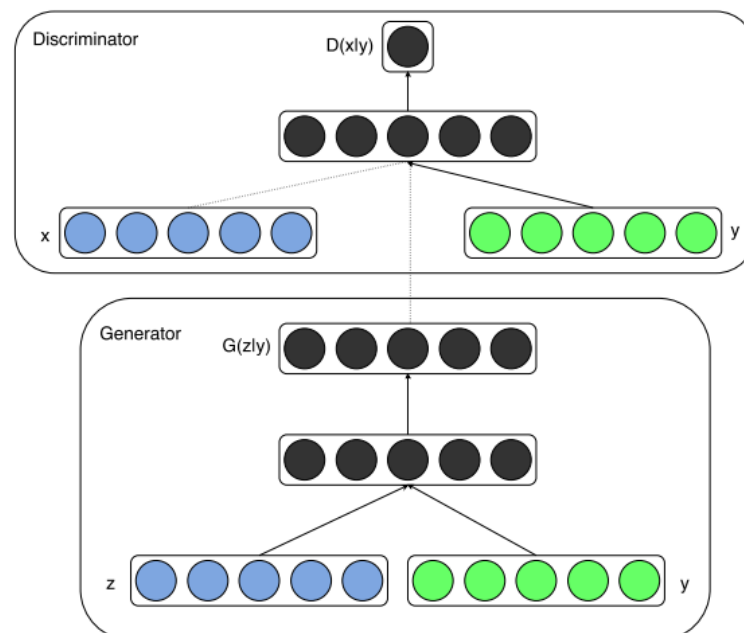 Discriminator
D(x|y)
x
y
Generator
G(z|y)
z
y